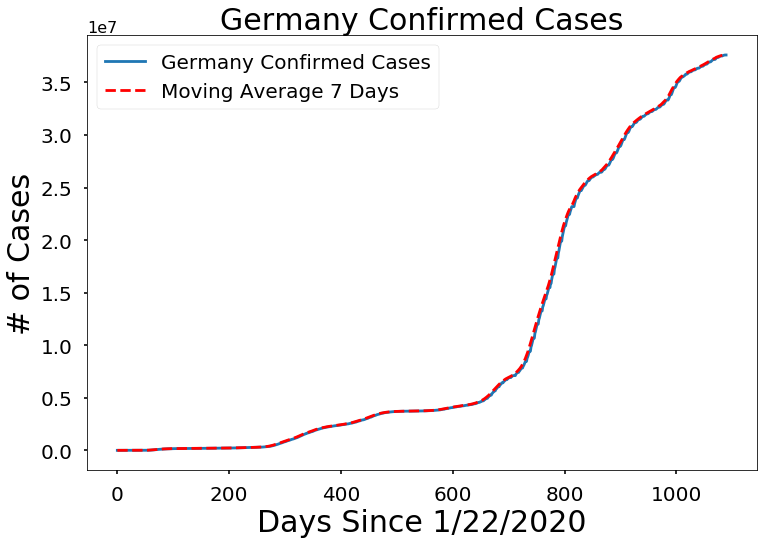 Germany Confirmed Cases
1e7
Germany Confirmed Cases
Moving Average 7 Days
3.5
3.0
2.5
2.0
1.5
1.0
0.5
0.0
# of Cases
0 200 400 600 800 1000
Days Since 1/22/2020